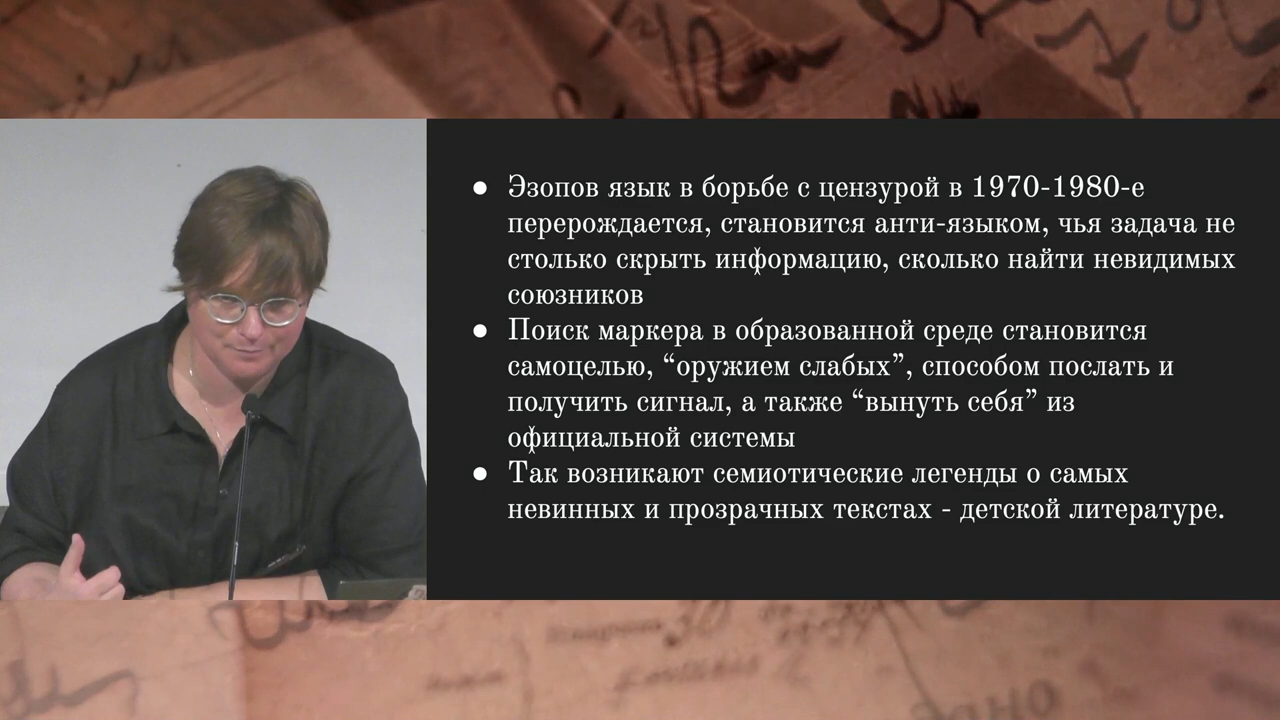 ● Эзопов язык в борьбе с цензурой в 1970-1980-е
перерождается, становится анти-языком, чья задача не
столько скрыть информацию, сколько найти невидимых
союзников
● Поиск маркера в образованной среде становится
самоцелью, “оружием слабых”, способом послать и
получить сигнал, а также “вынуть себя” из
официальной системы
● Так возникают семиотические легенды о самых
невинных и прозрачных текстах - детской литературе.